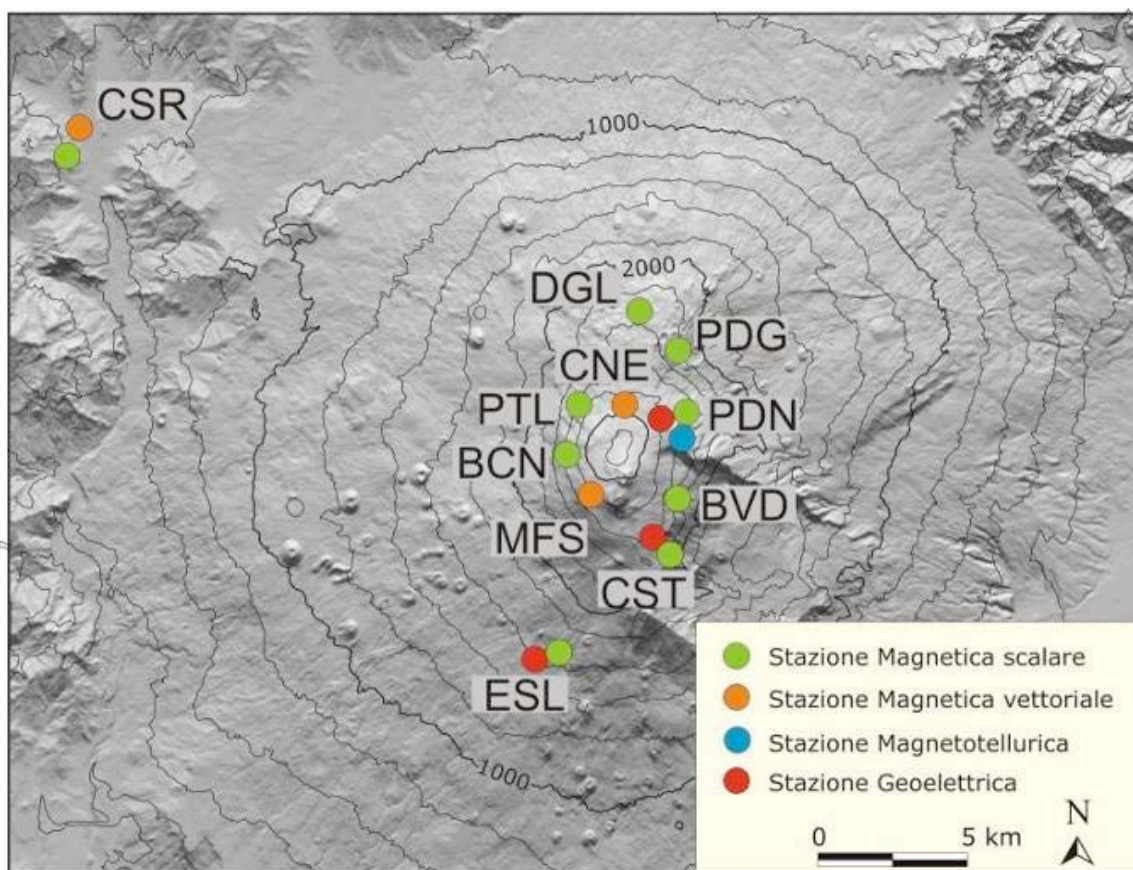 CSR
1000
2000
DGL
PDG
CNE
PTL
PDN
BCN
BVD
MFS
CST
ESL
1000
Stazione Magnetica scalare
Stazione Magnetica vettoriale
Stazione Magnetotellurica
Stazione Geoelettrica
N
0 5 km